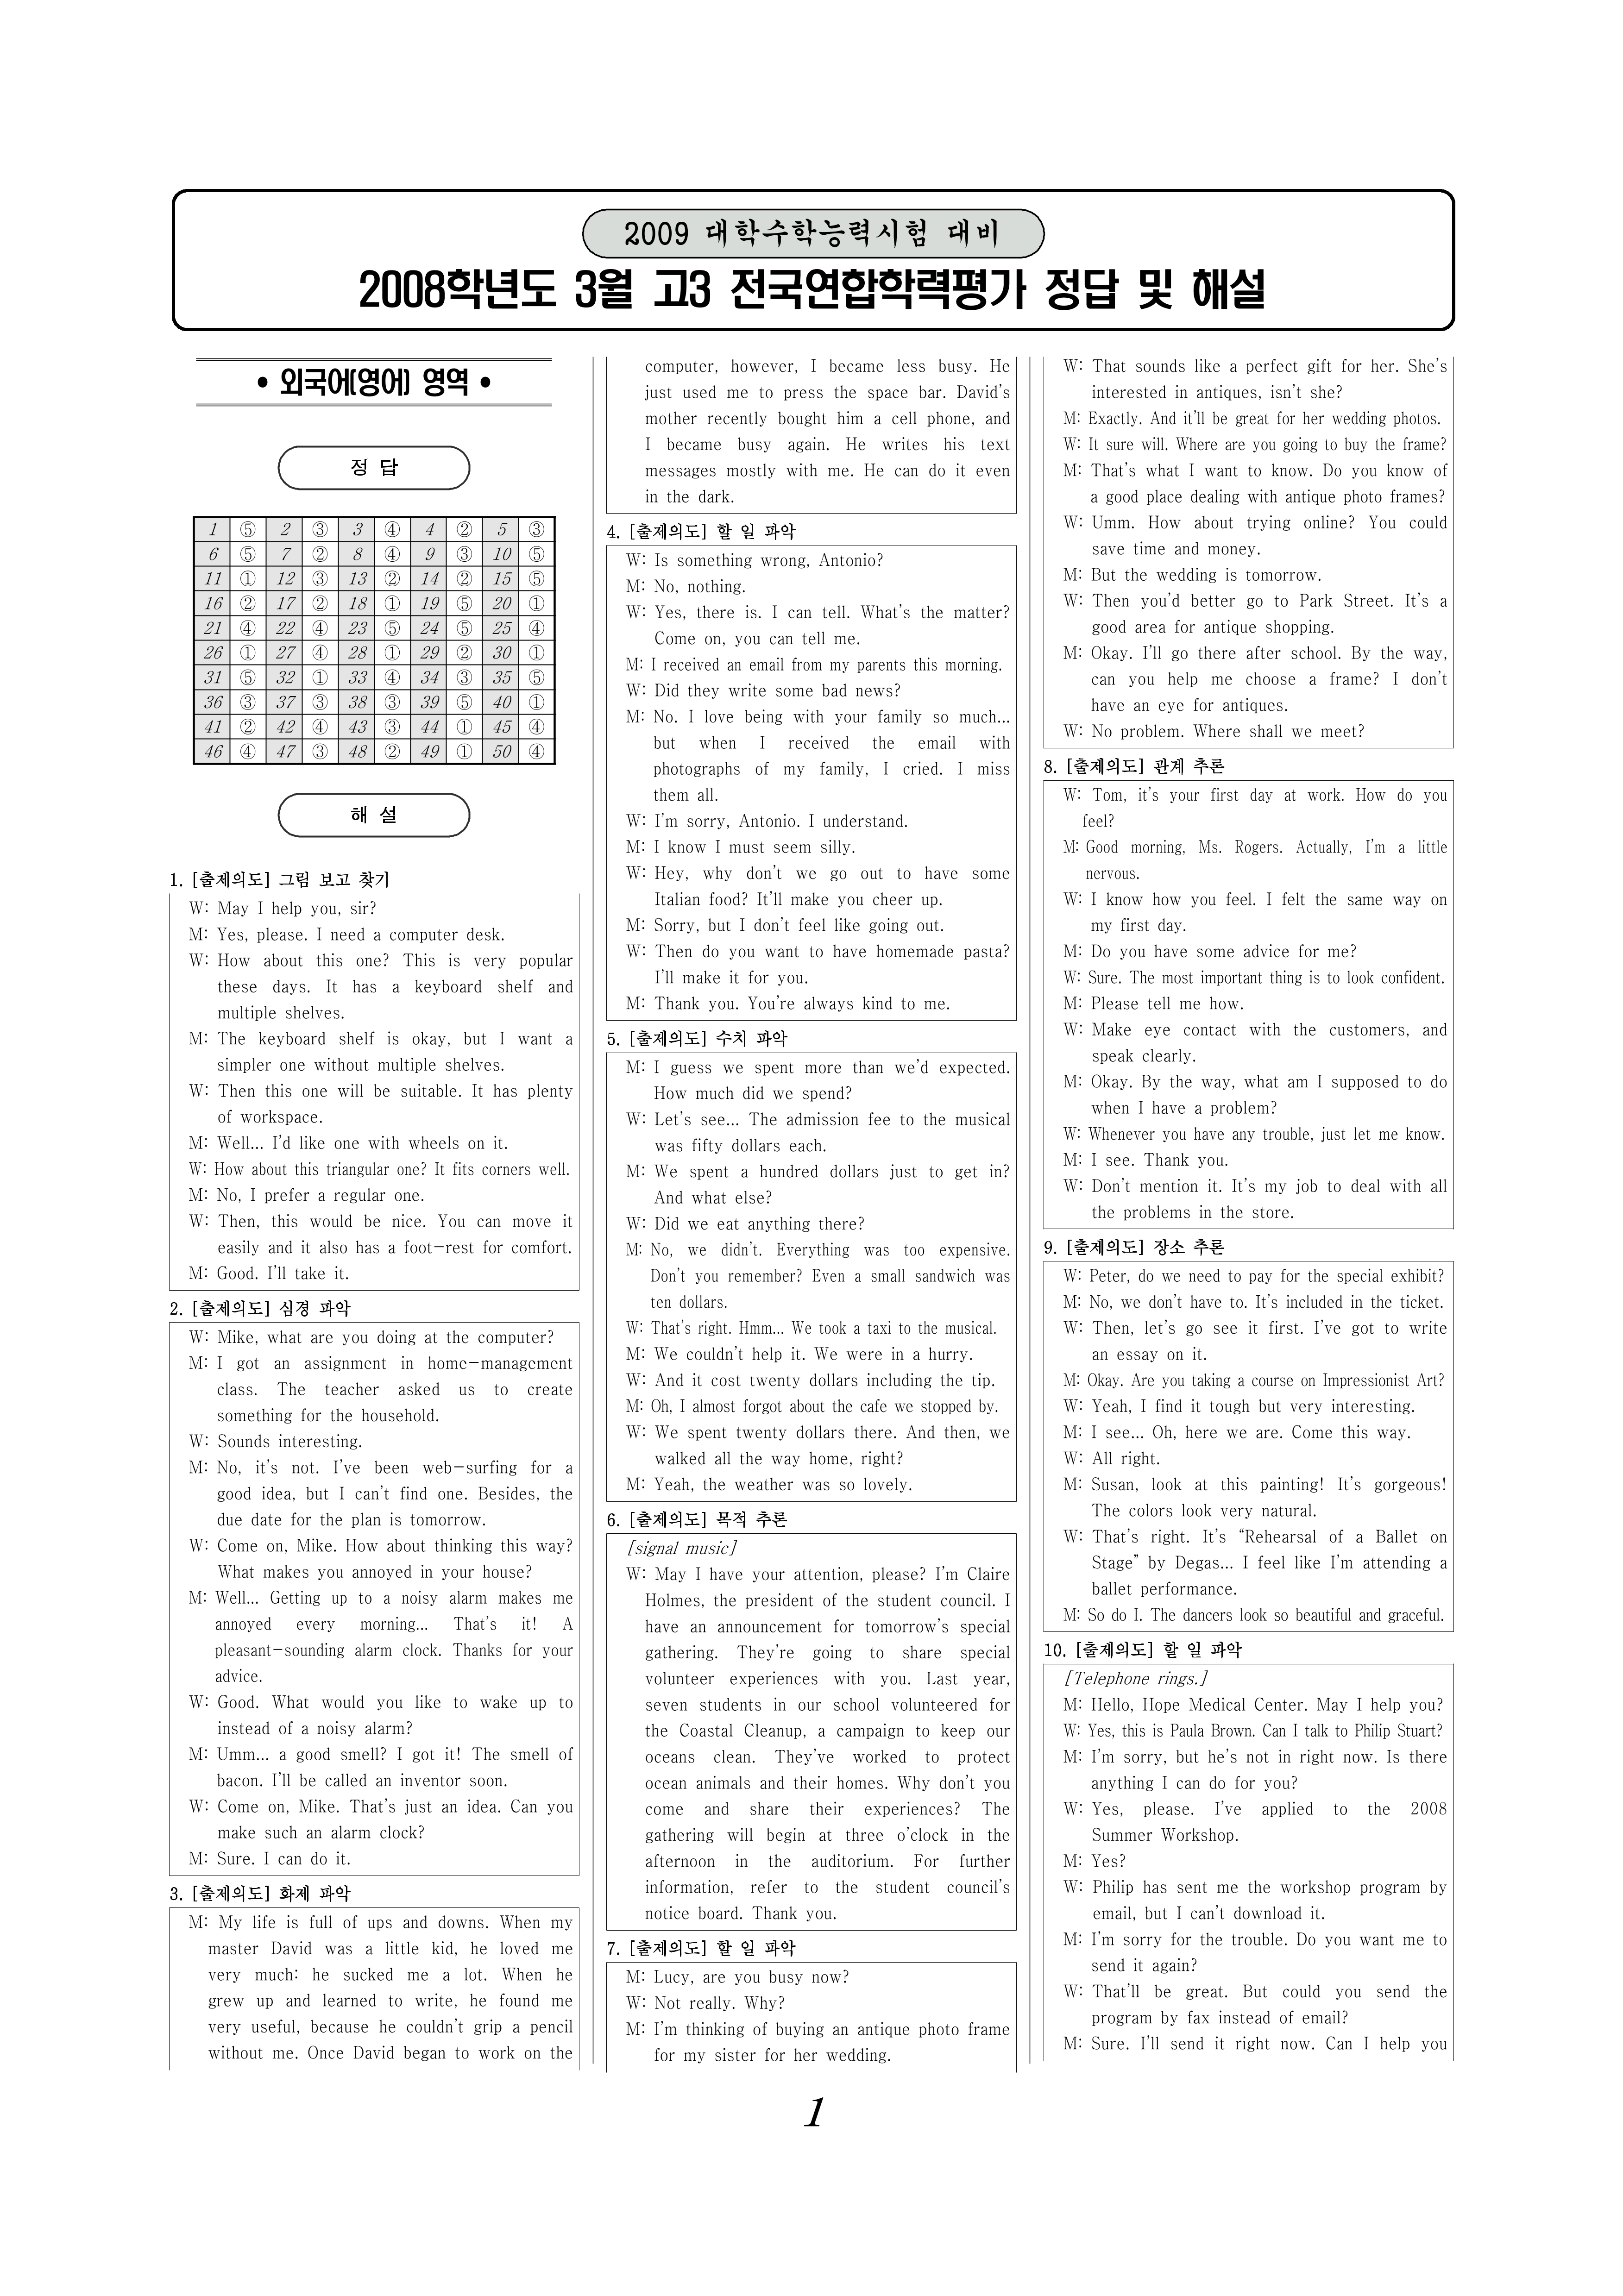 2009 대학수학능력시험 대비
2008학년도 3월 고3 전국연합학력평가 정답 및 해설
• 외국어(영어) 영역 •
정 답
1 ⑤ 2 ③ 3 ④ 4 ② 5 ③
6 ⑤ 7 ② 8 ④ 9 ③ 10 ⑤
11 ① 12 ③ 13 ② 14 ② 15 ⑤
16 ② 17 ② 18 ① 19 ⑤ 20 ①
21 ④ 22 ④ 23 ⑤ 24 ⑤ 25 ④
26 ① 27 ④ 28 ① 29 ② 30 ①
31 ⑤ 32 ① 33 ④ 34 ③ 35 ⑤
36 ③ 37 ③ 38 ③ 39 ⑤ 40 ①
41 ② 42 ④ 43 ③ 44 ① 45 ④
46 ④ 47 ③ 48 ② 49 ① 50 ④
해 설
1. [출제의도] 그림 보고 찾기
W: May I help you, sir?
M: Yes, please. I need a computer desk.
W: How about this one? This is very popular
these days. It has a keyboard shelf and
multiple shelves.
M: The keyboard shelf is okay, but I want a
simpler one without multiple shelves.
W: Then this one will be suitable. It has plenty
of workspace.
M: Well... I'd like one with wheels on it.
W: How about this triangular one? It fits corners well.
M: No, I prefer a regular one.
W: Then, this would be nice. You can move it
easily and it also has a foot-rest for comfort.
M: Good. I'll take it.
2. [출제의도] 심경 파악
W: Mike, what are you doing at the computer?
M: I got an assignment in home-management
class. The teacher asked us to create
something for the household.
W: Sounds interesting.
M: No, it's not. I've been web-surfing for a
good idea, but I can't find one. Besides, the
due date for the plan is tomorrow.
W: Come on, Mike. How about thinking this way?
What makes you annoyed in your house?
M: Well... Getting up to a noisy alarm makes me
annoyed every morning... That's it! A
pleasant-sounding alarm clock. Thanks for your
advice.
W: Good. What would you like to wake up to
instead of a noisy alarm?
M: Umm... a good smell? I got it! The smell of
bacon. I'll be called an inventor soon.
W: Come on, Mike. That's just an idea. Can you
make such an alarm clock?
M: Sure. I can do it.
3. [출제의도] 화제 파악
M: My life is full of ups and downs. When my
master David was a little kid, he loved me
very much: he sucked me a lot. When he
grew up and learned to write, he found me
very useful, because he couldn't grip a pencil
without me. Once David began to work on the
computer, however, I became less busy. He
just used me to press the space bar. David's
mother recently bought him a cell phone, and
I became busy again. He writes his text
messages mostly with me. He can do it even
in the dark.
4. [출제의도] 할 일 파악
W: Is something wrong, Antonio?
M: No, nothing.
W: Yes, there is. I can tell. What's the matter?
Come on, you can tell me.
M: I received an email from my parents this morning.
W: Did they write some bad news?
M: No. I love being with your family so much...
but when I received the email with
photographs of my family, I cried. I miss
them all.
W: I'm sorry, Antonio. I understand.
M: I know I must seem silly.
W: Hey, why don't we go out to have some
Italian food? It'll make you cheer up.
M: Sorry, but I don't feel like going out.
W: Then do you want to have homemade pasta?
I'll make it for you.
M: Thank you. You're always kind to me.
5. [출제의도] 수치 파악
M: I guess we spent more than we'd expected.
How much did we spend?
W: Let's see... The admission fee to the musical
was fifty dollars each.
M: We spent a hundred dollars just to get in?
And what else?
W: Did we eat anything there?
M: No, we didn't. Everything was too expensive.
Don't you remember? Even a small sandwich was
ten dollars.
W: That's right. Hmm... We took a taxi to the musical.
M: We couldn't help it. We were in a hurry.
W: And it cost twenty dollars including the tip.
M: Oh, I almost forgot about the cafe we stopped by.
W: We spent twenty dollars there. And then, we
walked all the way home, right?
M: Yeah, the weather was so lovely.
6. [출제의도] 목적 추론
[signal music]
W: May I have your attention, please? I'm Claire
Holmes, the president of the student council. I
have an announcement for tomorrow's special
gathering. They're going to share special
volunteer experiences with you. Last year,
seven students in our school volunteered for
the Coastal Cleanup, a campaign to keep our
oceans clean. They've worked to protect
ocean animals and their homes. Why don't you
come and share their experiences? The
gathering will begin at three o'clock in the
afternoon in the auditorium. For further
information, refer to the student council's
notice board. Thank you.
7. [출제의도] 할 일 파악
M: Lucy, are you busy now?
W: Not really. Why?
M: I'm thinking of buying an antique photo frame
for my sister for her wedding.
W: That sounds like a perfect gift for her. She's
interested in antiques, isn't she?
M: Exactly. And it'll be great for her wedding photos.
W: It sure will. Where are you going to buy the frame?
M: That's what I want to know. Do you know of
a good place dealing with antique photo frames?
W: Umm. How about trying online? You could
save time and money.
M: But the wedding is tomorrow.
W: Then you'd better go to Park Street. It's a
good area for antique shopping.
M: Okay. I'll go there after school. By the way,
can you help me choose a frame? I don't
have an eye for antiques.
W: No problem. Where shall we meet?
8. [출제의도] 관계 추론
W: Tom, it's your first day at work. How do you
feel?
M: Good morning, Ms. Rogers. Actually, I'm a little
nervous.
W: I know how you feel. I felt the same way on
my first day.
M: Do you have some advice for me?
W: Sure. The most important thing is to look confident.
M: Please tell me how.
W: Make eye contact with the customers, and
speak clearly.
M: Okay. By the way, what am I supposed to do
when I have a problem?
W: Whenever you have any trouble, just let me know.
M: I see. Thank you.
W: Don't mention it. It's my job to deal with all
the problems in the store.
9. [출제의도] 장소 추론
W: Peter, do we need to pay for the special exhibit?
M: No, we don't have to. It's included in the ticket.
W: Then, let's go see it first. I've got to write
an essay on it.
M: Okay. Are you taking a course on Impressionist Art?
W: Yeah, I find it tough but very interesting.
M: I see... Oh, here we are. Come this way.
W: All right.
M: Susan, look at this painting! It's gorgeous!
The colors look very natural.
W: That's right. It's “Rehearsal of a Ballet on
Stage” by Degas... I feel like I'm attending a
ballet performance.
M: So do I. The dancers look so beautiful and graceful.
10. [출제의도] 할 일 파악
[Telephone rings.]
M: Hello, Hope Medical Center. May I help you?
W: Yes, this is Paula Brown. Can I talk to Philip Stuart?
M: I'm sorry, but he's not in right now. Is there
anything I can do for you?
W: Yes, please. I've applied to the 2008
Summer Workshop.
M: Yes?
W: Philip has sent me the workshop program by
email, but I can't download it.
M: I'm sorry for the trouble. Do you want me to
send it again?
W: That'll be great. But could you send the
program by fax instead of email?
M: Sure. I'll send it right now. Can I help you
1